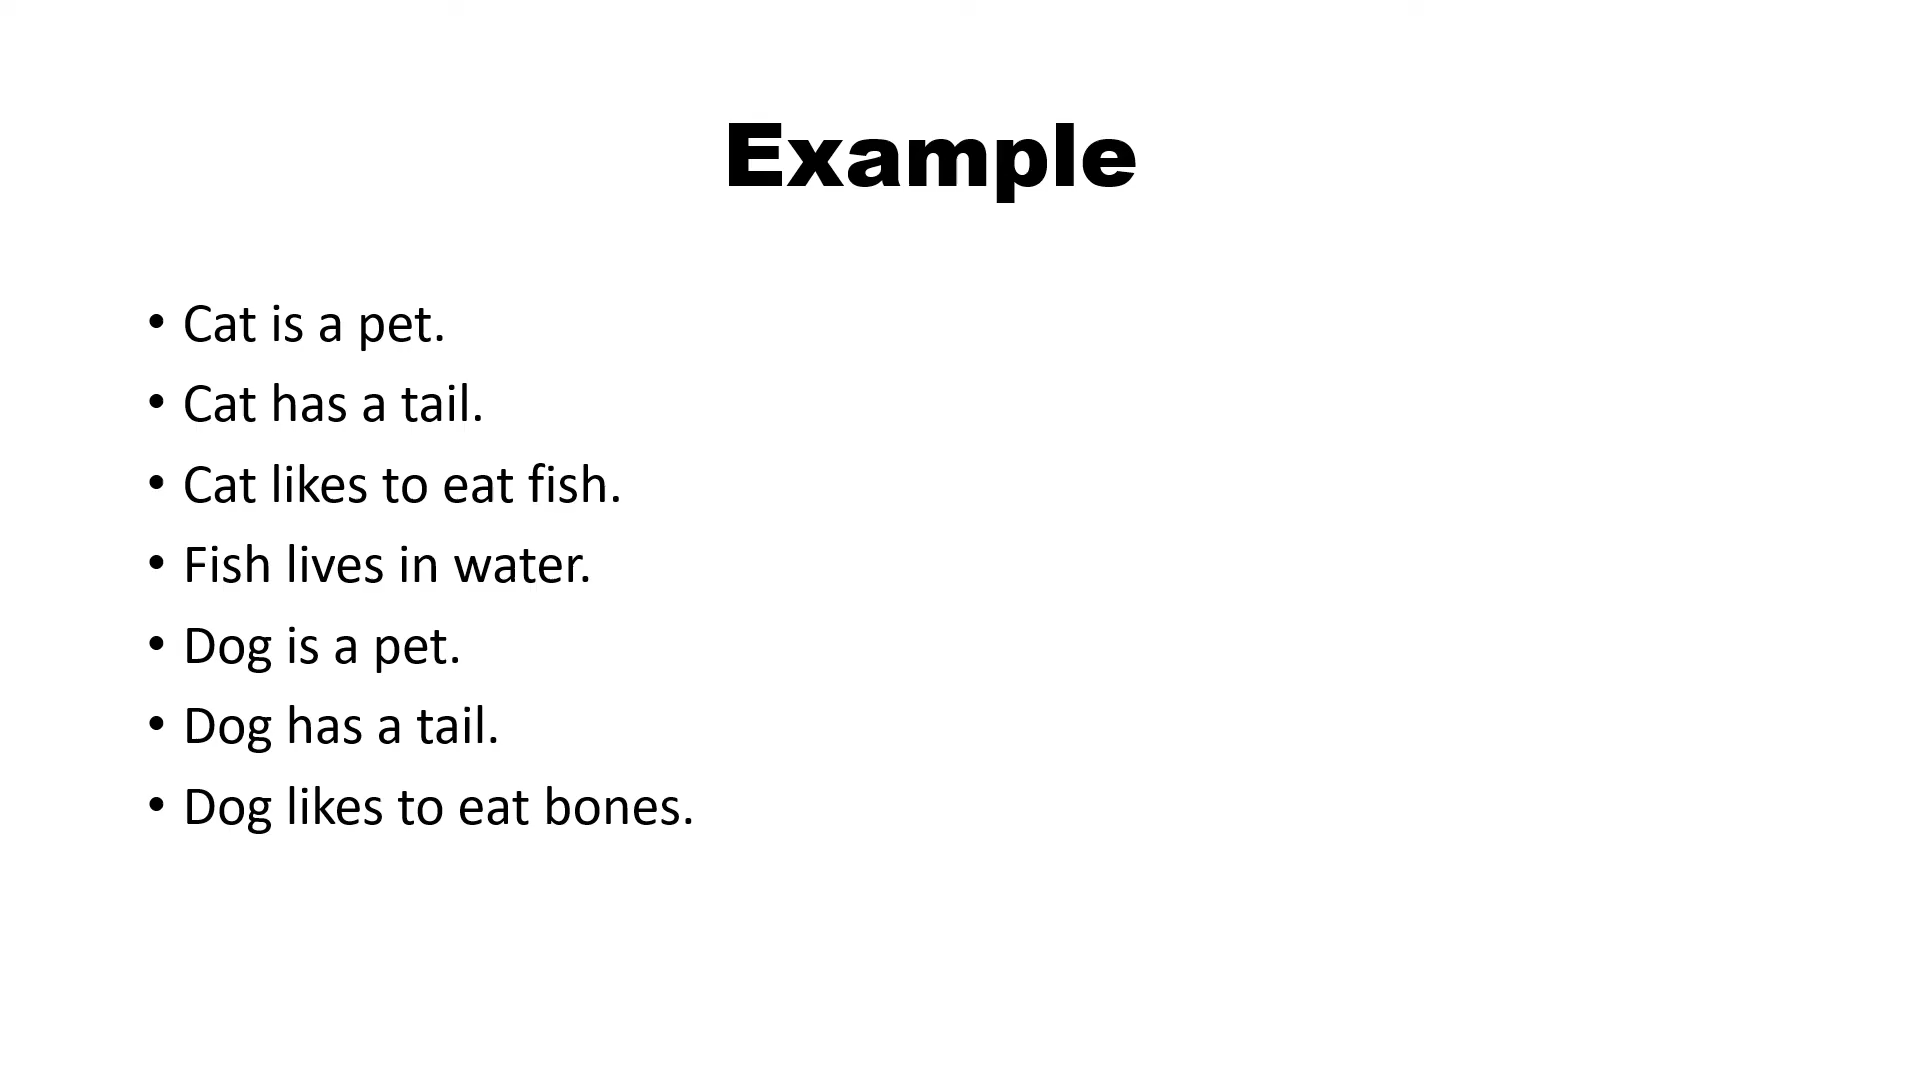 Example
• Cat is a pet.
• Cat has a tail.
• Cat likes to eat fish.
• Fish lives in water.
• Dog is a pet.
• Dog has a tail.
• Dog likes to eat bones.